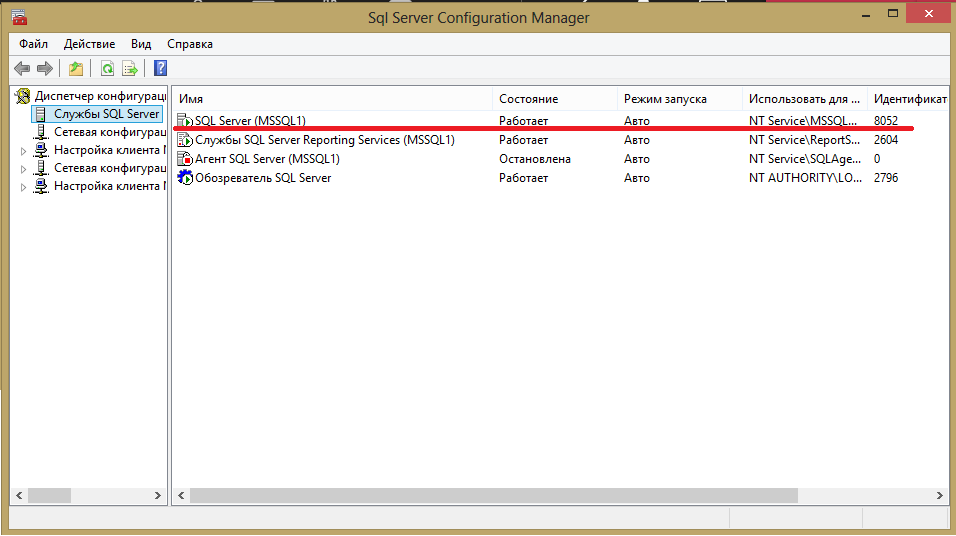 Sql Server Configuration Manager
Файл Действие Вид Справка
Диспетчер конфигурац
Службы SQL Server
Сетевая конфигурац
Настройка клиента
Сетевая конфигурац
Настройка клиента
Имя Состояние Режим запуска Использовать для ... Идентификат
SQL Server (MSSQL1) Работает Авто NT Service\MSSQL... 8052
Службы SQL Server Reporting Services (MSSQL1) Работает Авто NT Service\ReportS... 2604
Агент SQL Server (MSSQL1) Остановлена Авто NT Service\SQLAge... 0
Обозреватель SQL Server Работает Авто NT AUTHORITY\LO... 2796